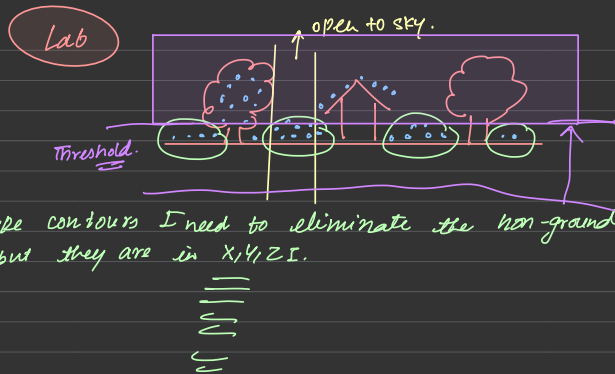 Lab
open to sky.
Threshold.
contours I need to eliminate the non-ground
but they are in X,Y,Z I.